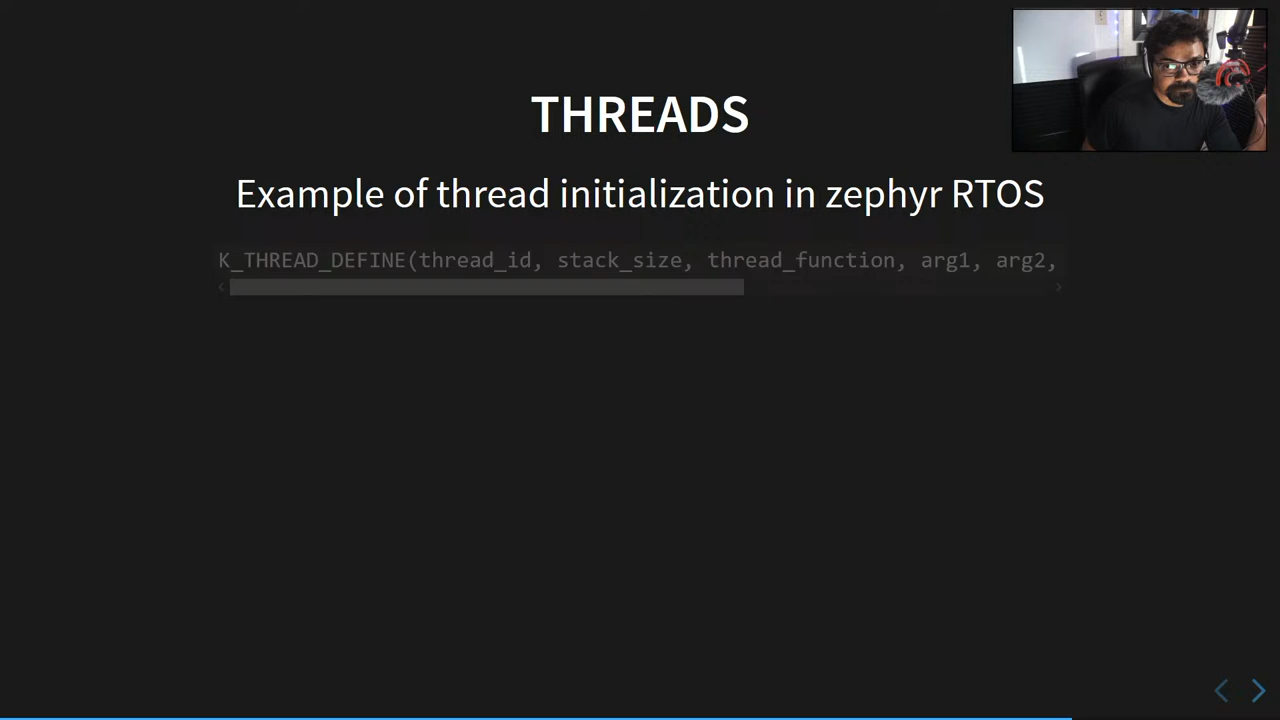 THREADS
Example of thread initialization in zephyr RTOS
K_THREAD_DEFINE(thread_id, stack_size, thread_function, arg1, arg2,